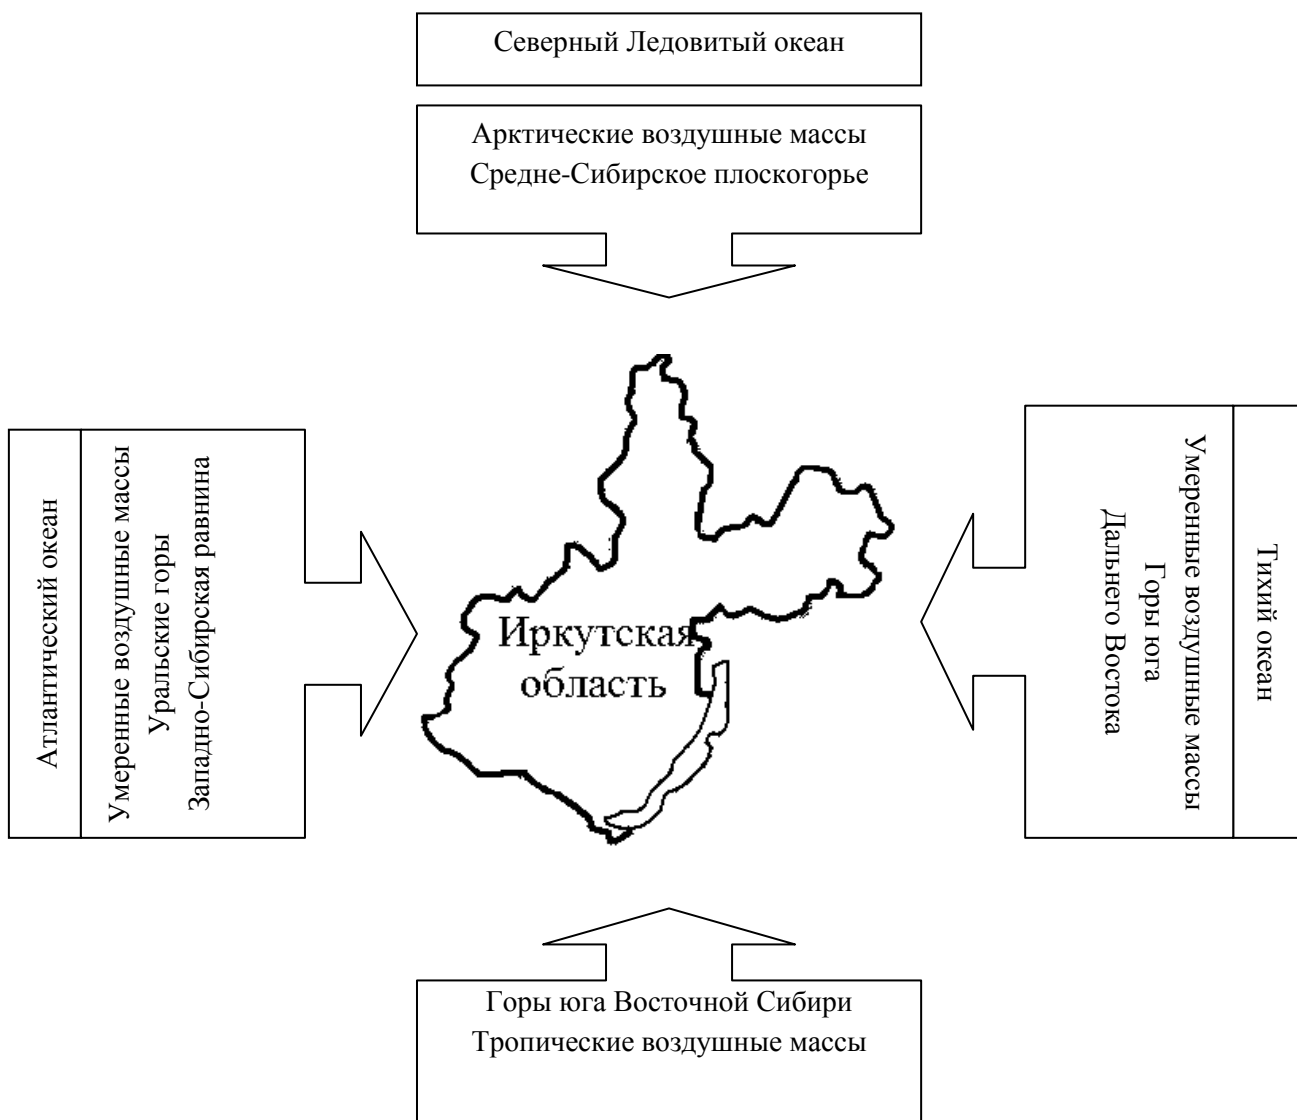 Северный Ледовитый океан
Арктические воздушные массы
Средне-Сибирское плоскогорье
Атлантический океан
Умеренные воздушные массы
Уральские горы
Западно-Сибирская равнина
Иркутская
область
Тихий океан
Умеренные воздушные массы
Горы юга
Дальнего Востока
Горы юга Восточной Сибири
Тропические воздушные массы